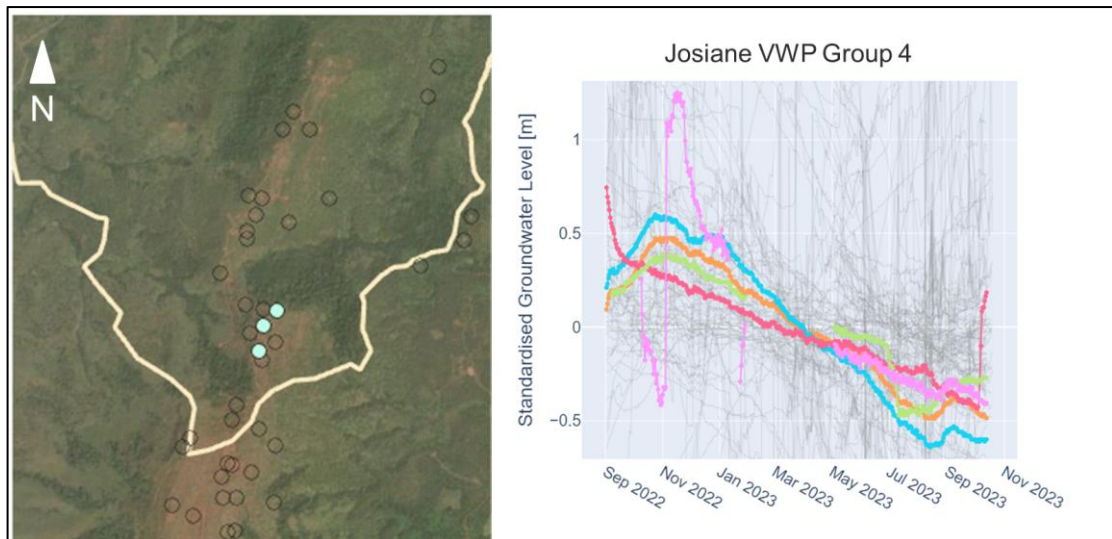 N
Josiane VWP Group 4
Standardised Groundwater Level [m]
1
0.5
0
−0.5
Sep 2022
Nov 2022
Jan 2023
Mar 2023
May 2023
Jul 2023
Sep 2023
Nov 2023